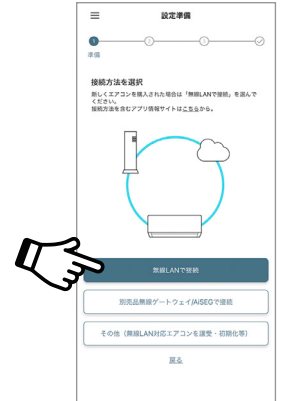 設定準備
1
2
3
準備
接続方法を選択
新しくエアコンを購入された場合は「無線LANで接続」を選んで
ください。
接続方法を含むアプリ情報サイトはこちらから。
無線LANで接続
別売品無線ゲートウェイ/AiSEGで接続
その他（無線LAN対応エアコンを譲受・初期化等）
戻る